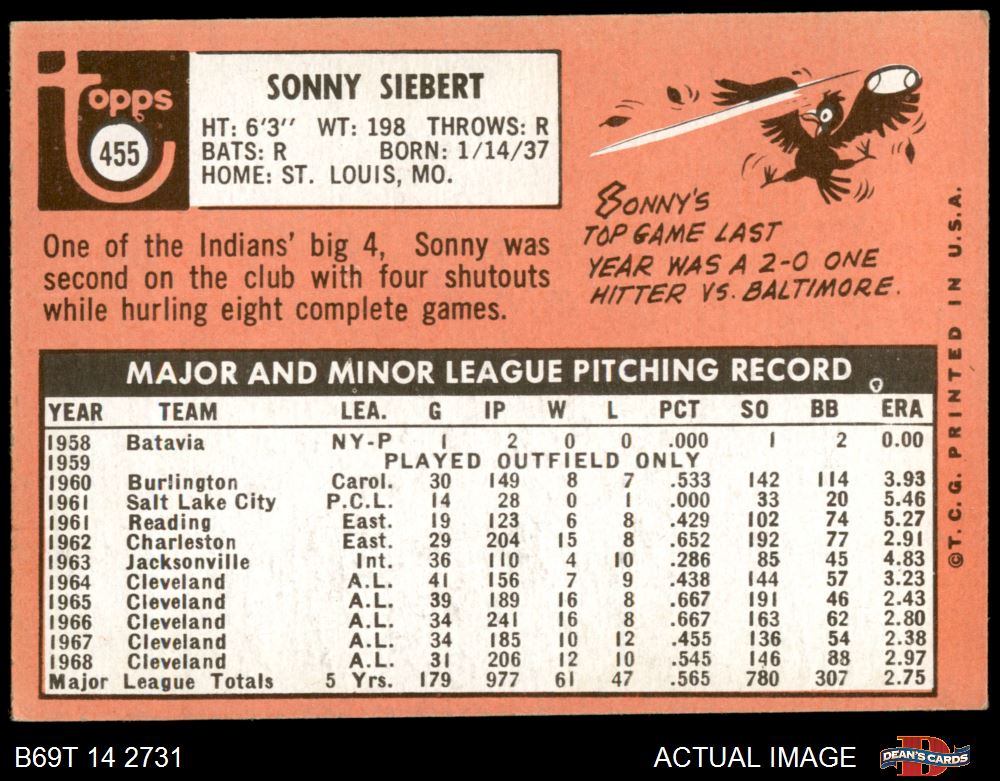 Topps
455
SONNY SIEBERT
HT: 6'3" WT: 198 THROWS: R
BATS: R BORN: 1/14/37
HOME: ST. LOUIS, MO.
One of the Indians' big 4, Sonny was
second on the club with four shutouts
while hurling eight complete games.
SONNY'S
TOP GAME LAST
YEAR WAS A 2-0 ONE
HITTER VS. BALTIMORE.
MAJOR AND MINOR LEAGUE PITCHING RECORD
YEAR TEAM LEA. G IP W L PCT SO BB ERA
1958 Batavia NY-P 1 2 0 0 .000 1 2 0.00
1959 PLAYED OUTFIELD ONLY
1960 Burlington Carol. 30 149 8 7 .533 142 114 3.93
1961 Salt Lake City P.C.L. 14 28 0 1 .000 33 20 5.46
1961 Reading East. 19 123 6 8 .429 102 74 5.27
1962 Charleston East. 29 204 15 8 .652 192 77 2.91
1963 Jacksonville Int. 36 110 4 10 .286 85 45 4.83
1964 Cleveland A.L. 41 156 7 9 .438 144 57 3.23
1965 Cleveland A.L. 39 189 16 8 .667 191 46 2.43
1966 Cleveland A.L. 34 241 16 8 .667 163 62 2.80
1967 Cleveland A.L. 34 185 10 12 .455 136 54 2.38
1968 Cleveland A.L. 31 206 12 10 .545 146 88 2.97
Major League Totals 5 Yrs. 179 977 61 47 .565 780 307 2.75
©T. C. G. PRINTED IN U.S.A.
B69T 14 2731
ACTUAL IMAGE
DEAN'S CARDS